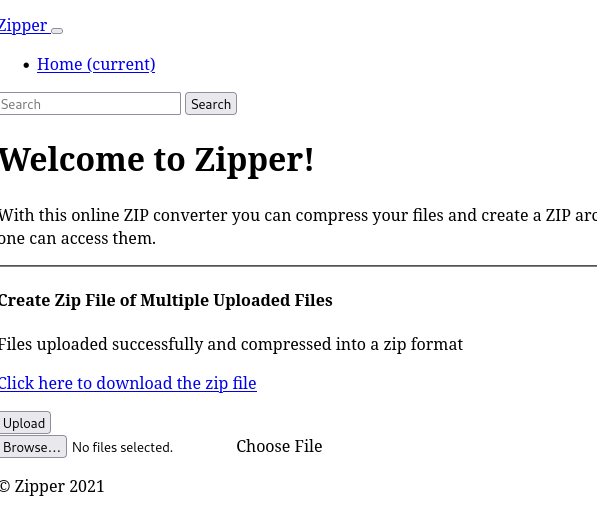 Zipper
Home (current)
Search Search
Welcome to Zipper!
With this online ZIP converter you can compress your files and create a ZIP
one can access them.
Create Zip File of Multiple Uploaded Files
Files uploaded successfully and compressed into a zip format
Click here to download the zip file
Upload
Browse... No files selected. Choose File
© Zipper 2021